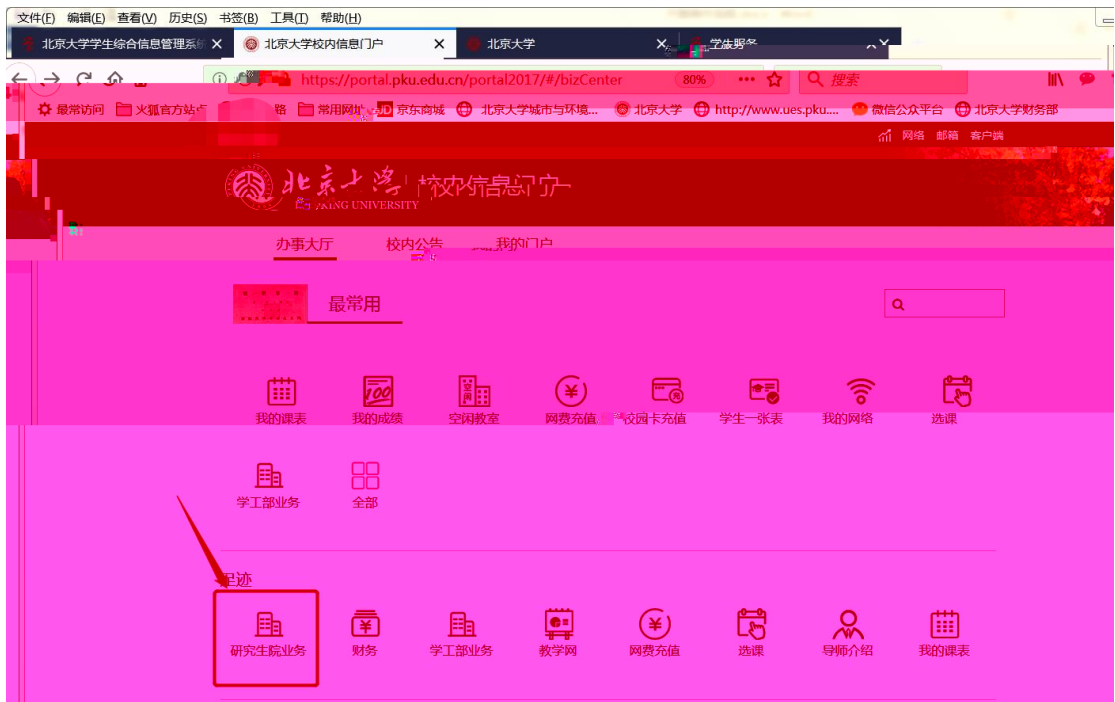 文件(F) 编辑(E) 查看(V) 历史(S) 书签(B) 工具(T) 帮助(H)
北京大学学生综合信息管理系统 北京大学校内信息门户 北京大学
https://portal.pku.edu.cn/portal2017/#/bizCenter 80% 搜索
最常访问 火狐官方站点 常用网址 JD 京东商城 北京大学城市与环境... 北京大学 http://www.ues.pku.... 微信公众平台 北京大学财务部
网络 邮箱 客户端
北京大学 校内信息门户
KING UNIVERSITY
办事大厅 校内公告 我的门户
最常用
我的课表 我的成绩 空闲教室 网费充值 校园卡充值 学生一张表 我的网络 选课
学工部业务 全部
足迹
研究生院业务 财务 学工部业务 教学网 网费充值 选课 导师介绍 我的课表